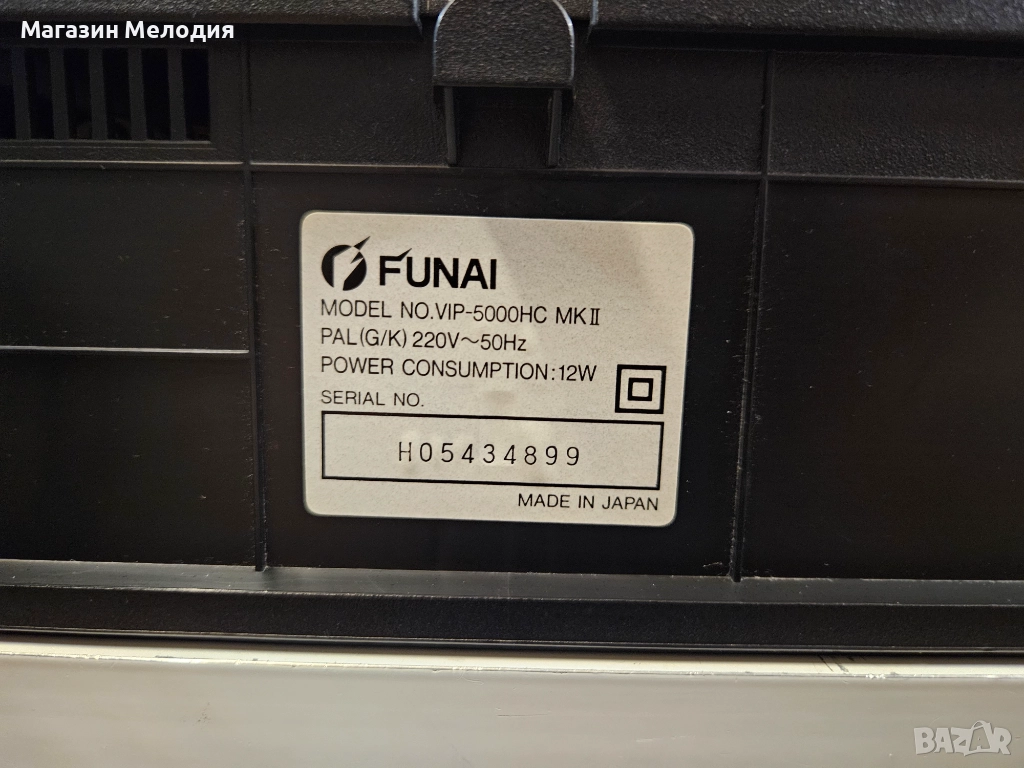 Магазин Мелодия
FUNAI
MODEL NO.VIP-5000HC MKⅡ
PAL(G/K) 220V～50Hz
POWER CONSUMPTION:12W
SERIAL NO.
H05434899
MADE IN JAPAN
BAZAR